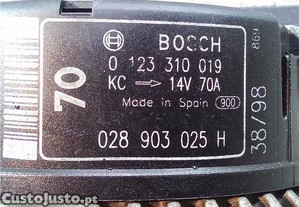 BOSCH
0 123 310 019
KC 14V 70A
Made in Spain 900
028 903 025 H
70
38/98
869
CustoJusto.pt